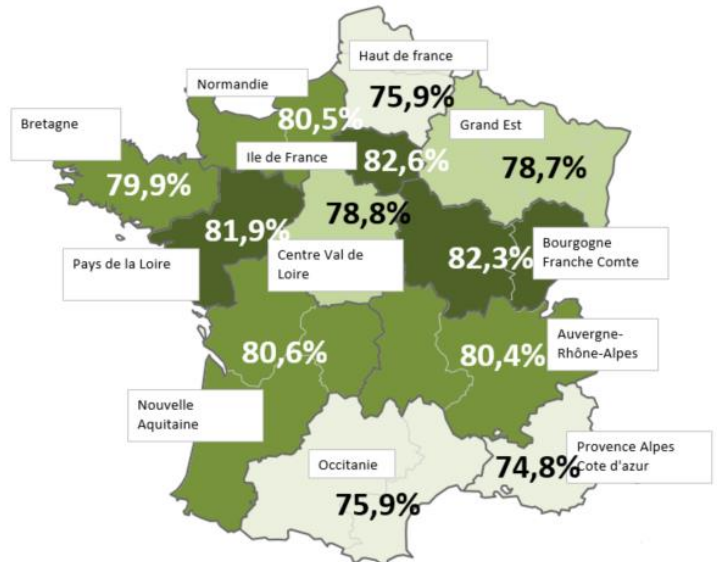 Haut de france
75,9%
Normandie
80,5%
Bretagne
79,9%
Grand Est
78,7%
Ile de France
82,6%
78,8%
Centre Val de
Loire
81,9%
Pays de la Loire
82,3%
Bourgogne
Franche Comte
80,6%
Nouvelle
Aquitaine
80,4%
Auvergne-
Rhône-Alpes
Occitanie
75,9%
74,8%
Provence Alpes
Cote d'azur